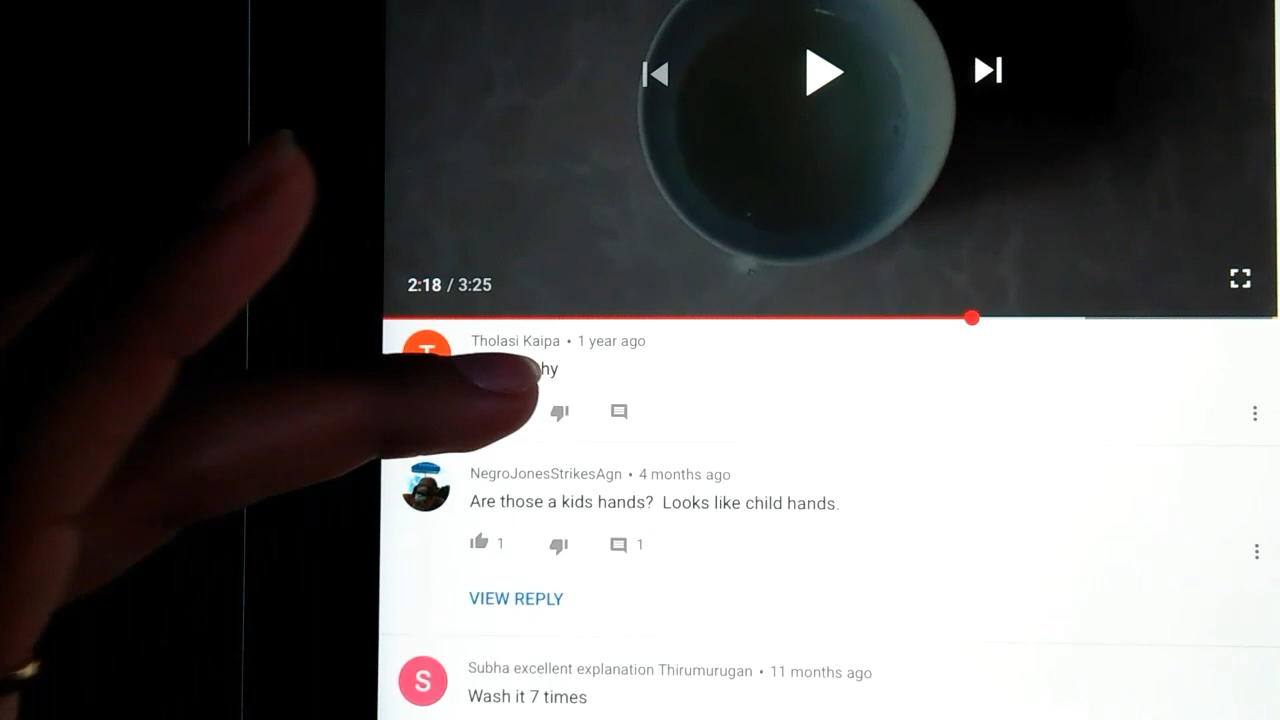 2:18 / 3:25
Tholasi Kaipa • 1 year ago
NegroJonesStrikesAgn • 4 months ago
Are those a kids hands? Looks like child hands.
1
1
VIEW REPLY
S
Subha excellent explanation Thirumurugan • 11 months ago
Wash it 7 times